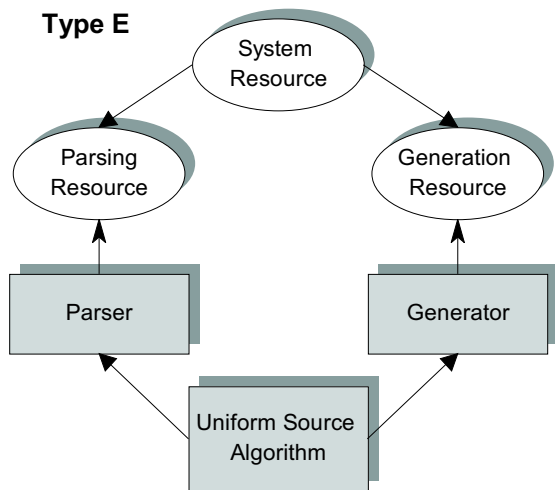 Type E
System
Resource
Parsing
Resource
Generation
Resource
Parser
Generator
Uniform Source
Algorithm